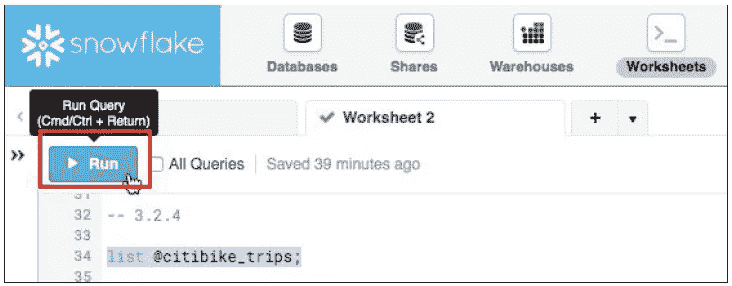 snowflake
Databases
Shares
Warehouses
Worksheets
Run Query
(Cmd/Ctrl + Return)
Worksheet 2
Run
All Queries
Saved 39 minutes ago
31
32 -- 3.2.4
33
34 list @citibike_trips;
35